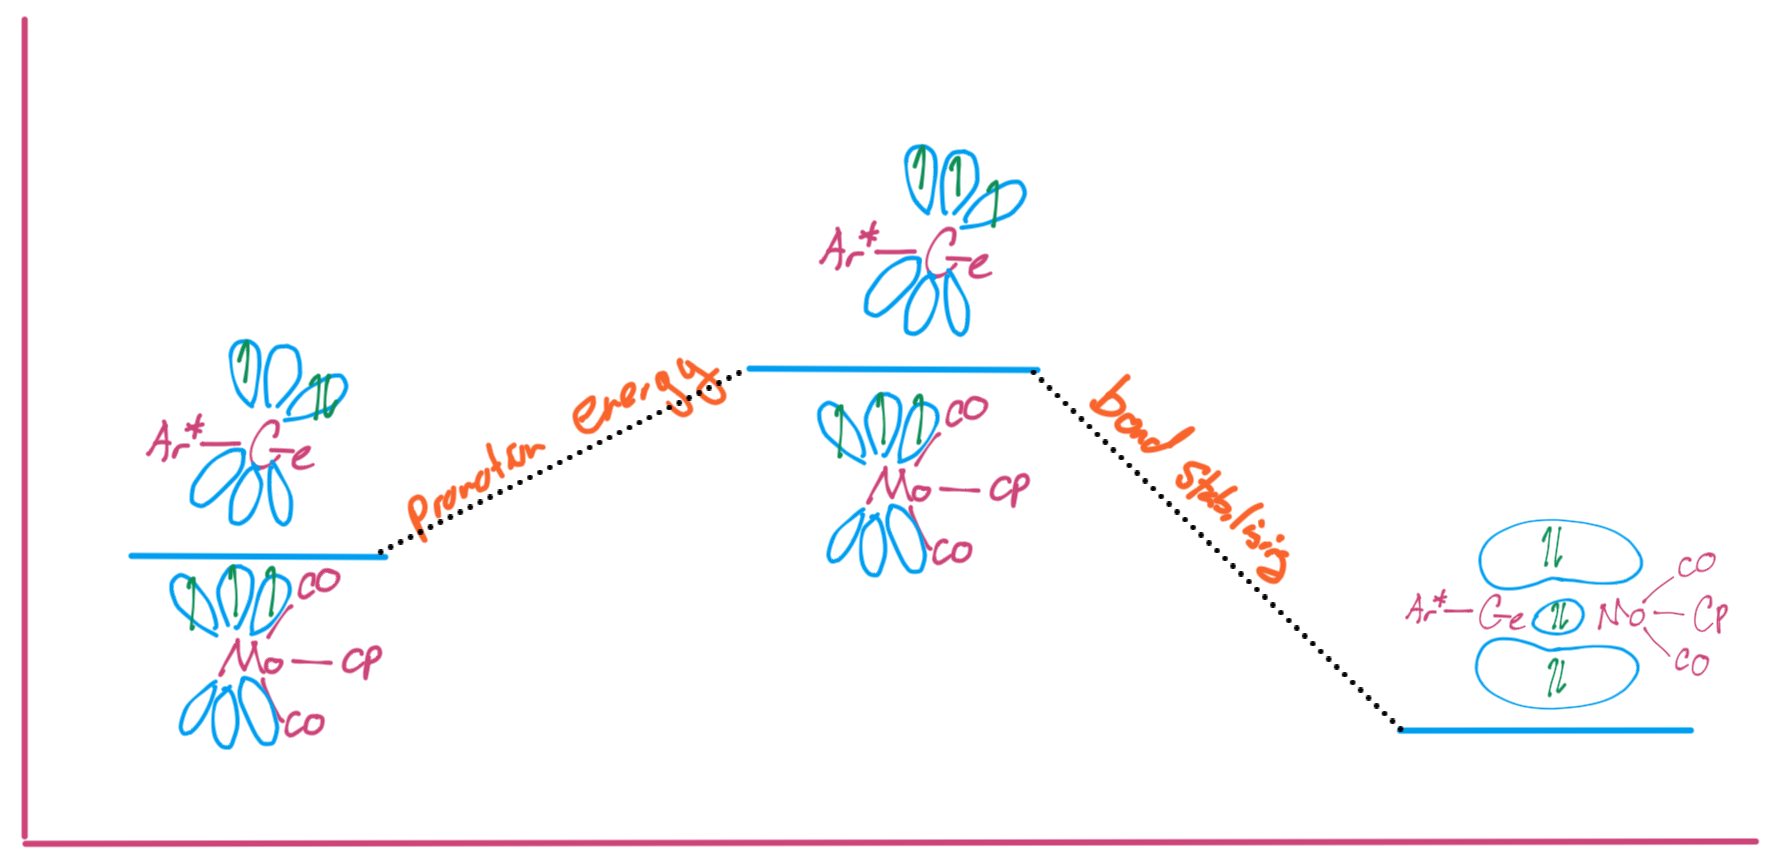 Ar*—Ge
CO
Mo—CP
CO
promotion energy
Ar*—Ge
CO
Mo—CP
CO
bond stabilising
CO
Ar*—Ge Mo—Cp
CO